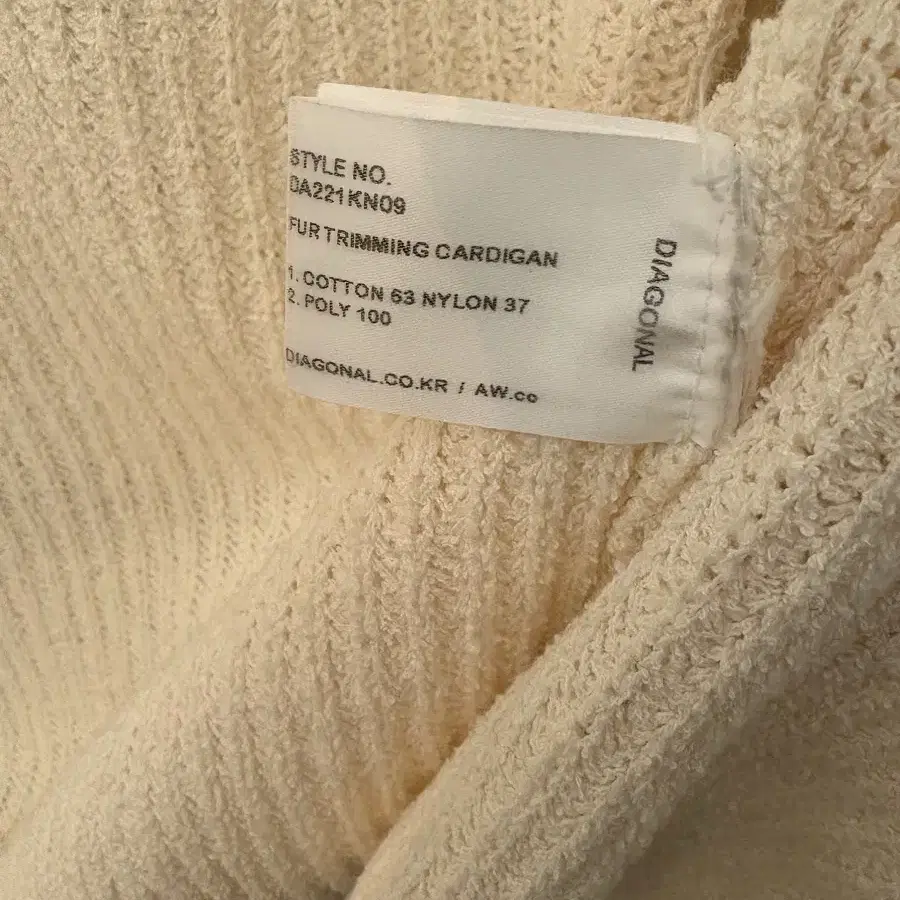 STYLE NO.
DA221KN09
FUR TRIMMING CARDIGAN
1. COTTON 63 NYLON 37
2. POLY 100
DIAGONAL.CO.KR / AW.co
DIAGONAL